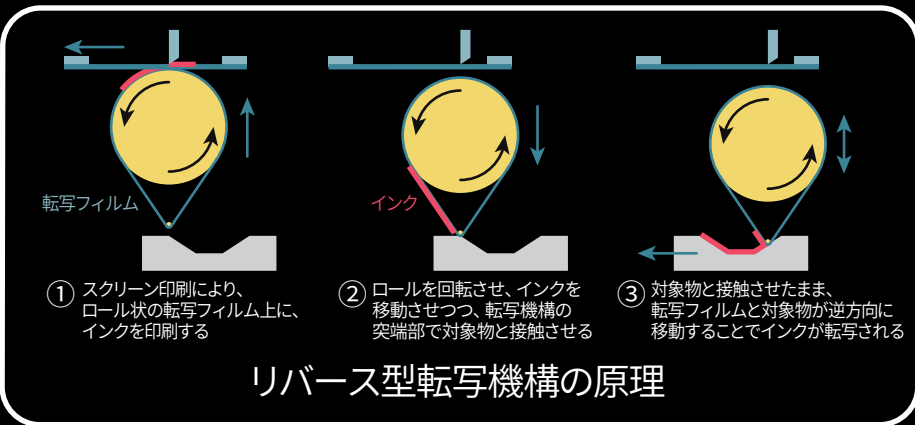 転写フィルム
インク
① スクリーン印刷により、
ロール状の転写フィルム上に、
インクを印刷する
② ロールを回転させ、インクを
移動させつつ、転写機構の
突端部で対象物と接触させる
③ 対象物と接触させたまま、
転写フィルムと対象物が逆方向に
移動することでインクが転写される
リバース型転写機構の原理